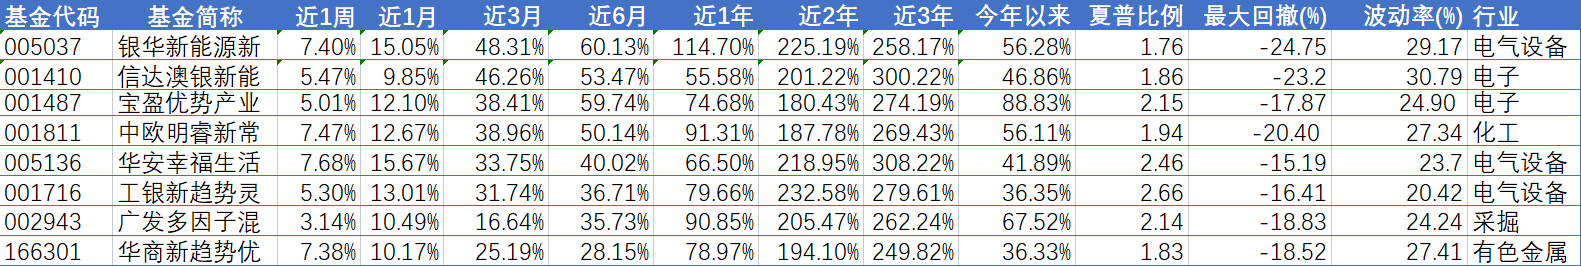 基金代码 基金简称 近1周 近1月 近3月 近6月 近1年 近2年 近3年 今年以来 夏普比例 最大回撤(%) 波动率(%) 行业
005037 银华新能源新 7.40% 15.05% 48.31% 60.13% 114.70% 225.19% 258.17% 56.28% 1.76 -24.75 29.17 电气设备
001410 信达澳银新能 5.47% 9.85% 46.26% 53.47% 55.58% 201.22% 300.22% 46.86% 1.86 -23.2 30.79 电子
001487 宝盈优势产业 5.01% 12.10% 38.41% 59.74% 74.68% 180.43% 274.19% 88.83% 2.15 -17.87 24.90 电子
001811 中欧明睿新常 7.47% 12.67% 38.96% 50.14% 91.31% 187.78% 269.43% 56.11% 1.94 -20.40 27.34 化工
005136 华安幸福生活 7.68% 15.67% 33.75% 40.02% 66.50% 218.95% 308.22% 41.89% 2.46 -15.19 23.7 电气设备
001716 工银新趋势灵 5.30% 13.01% 31.74% 36.71% 79.66% 232.58% 279.61% 36.35% 2.66 -16.41 20.42 电气设备
002943 广发多因子混 3.14% 10.49% 16.64% 35.73% 90.85% 205.47% 262.24% 67.52% 2.14 -18.83 24.24 采掘
166301 华商新趋势优 7.38% 10.17% 25.19% 28.15% 78.97% 194.10% 249.82% 36.33% 1.83 -18.52 27.41 有色金属